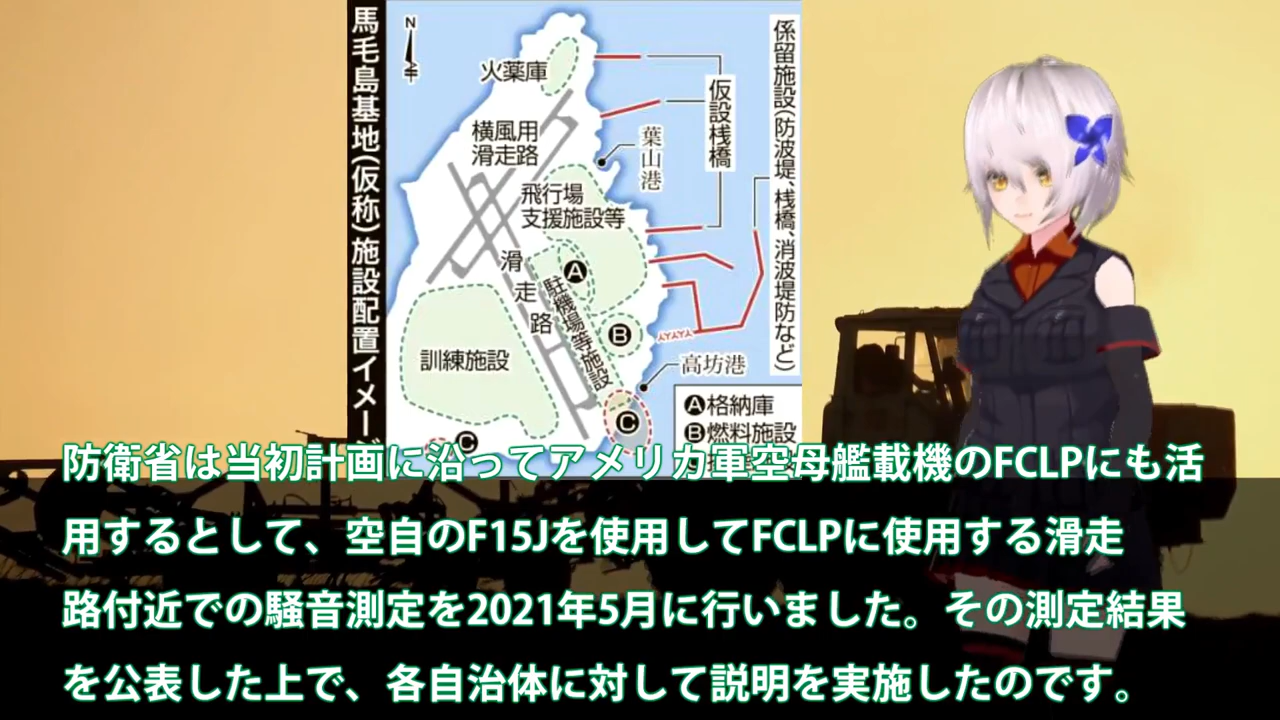 馬毛島基地(仮称)施設配置イメー
N
火薬庫
横風用
滑走路
仮設桟橋
葉山港
係留施設(防波堤、桟橋、消波堤防など)
飛行場
支援施設等
滑走路
A
駐機場等施設
B
訓練施設
高坊港
C
C
A格納庫
B燃料施設
防衛省は当初計画に沿ってアメリカ軍空母艦載機のFCLPにも活
用するとして、空自のF15Jを使用してFCLPに使用する滑走
路付近での騒音測定を2021年5月に行いました。その測定結果
を公表した上で、各自治体に対して説明を実施したのです。